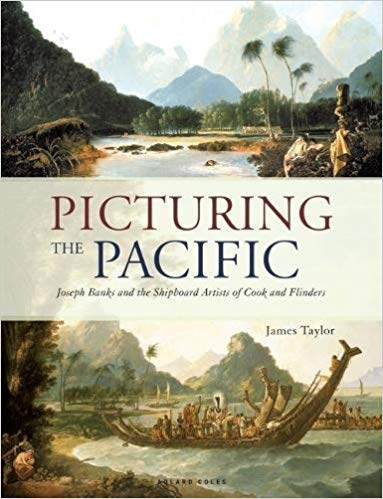 PICTURING
THE PACIFIC
Joseph Banks and the Shipboard Artists of Cook and Flinders
James Taylor
ADLARD COLES